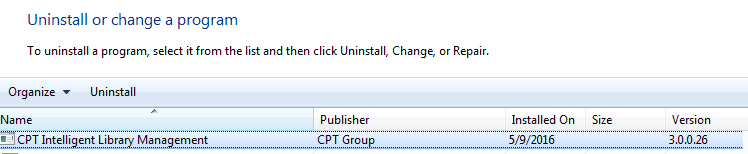 Uninstall or change a program
To uninstall a program, select it from the list and then click Uninstall, Change, or Repair.
Organize Uninstall
Name Publisher Installed On Size Version
CPT Intelligent Library Management CPT Group 5/9/2016 3.0.0.26